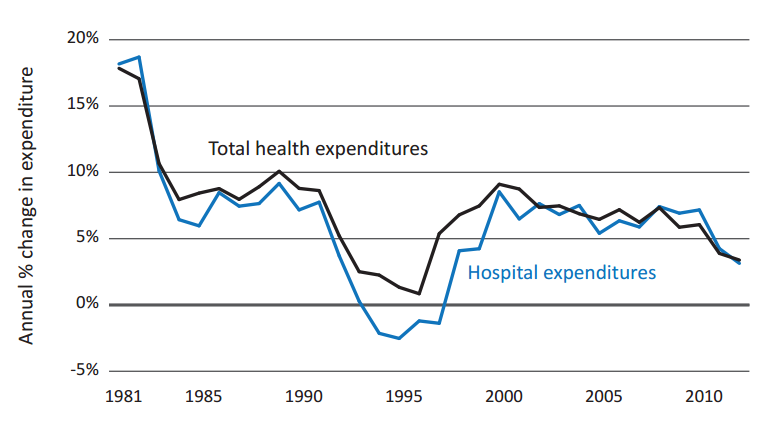 Annual % change in expenditure
20%
15%
10%
5%
0%
-5%
Total health expenditures
Hospital expenditures
1981 1985 1990 1995 2000 2005 2010